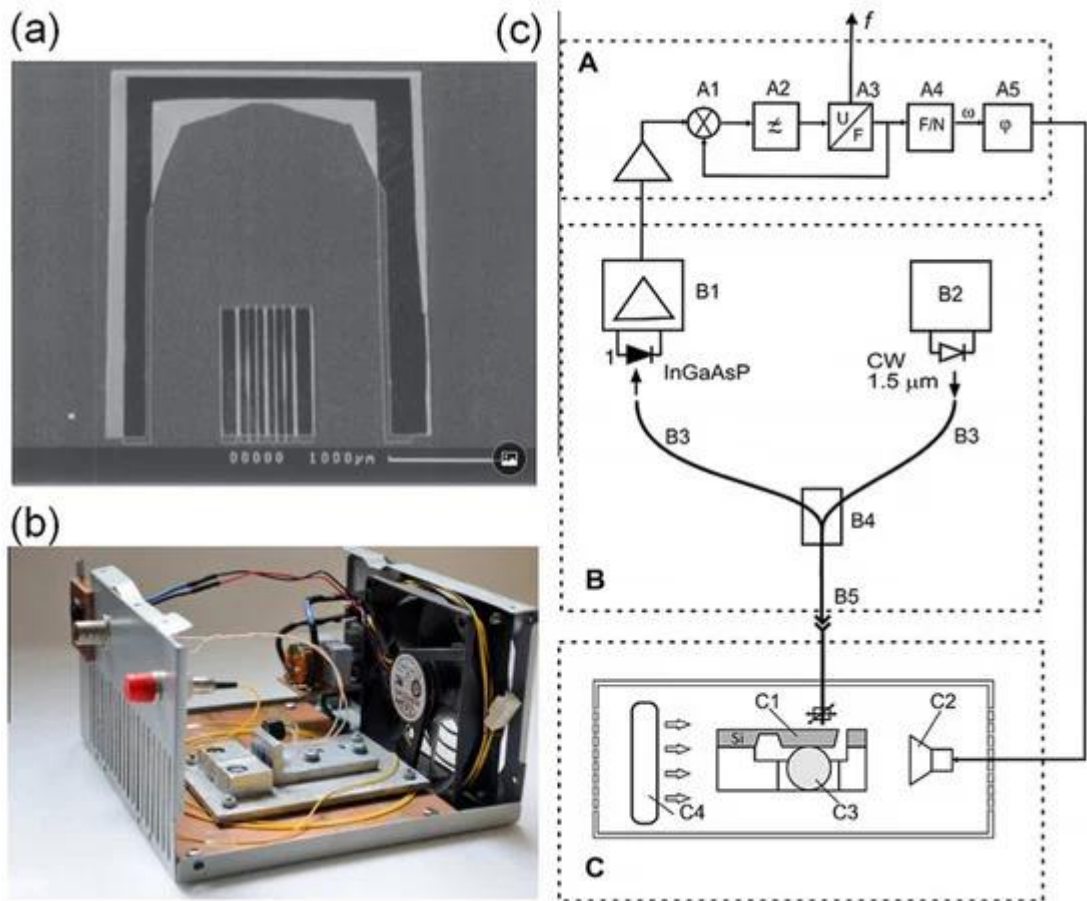 (a)
00000 1000μm
(b)
(c)
f
A
A1
A2
A3
A4
A5
U
F
F/N
ω
φ
B1
B2
1
InGaAsP
CW
1.5 μm
B3
B3
B4
B
B5
C1
C2
Si
C4
C3
C